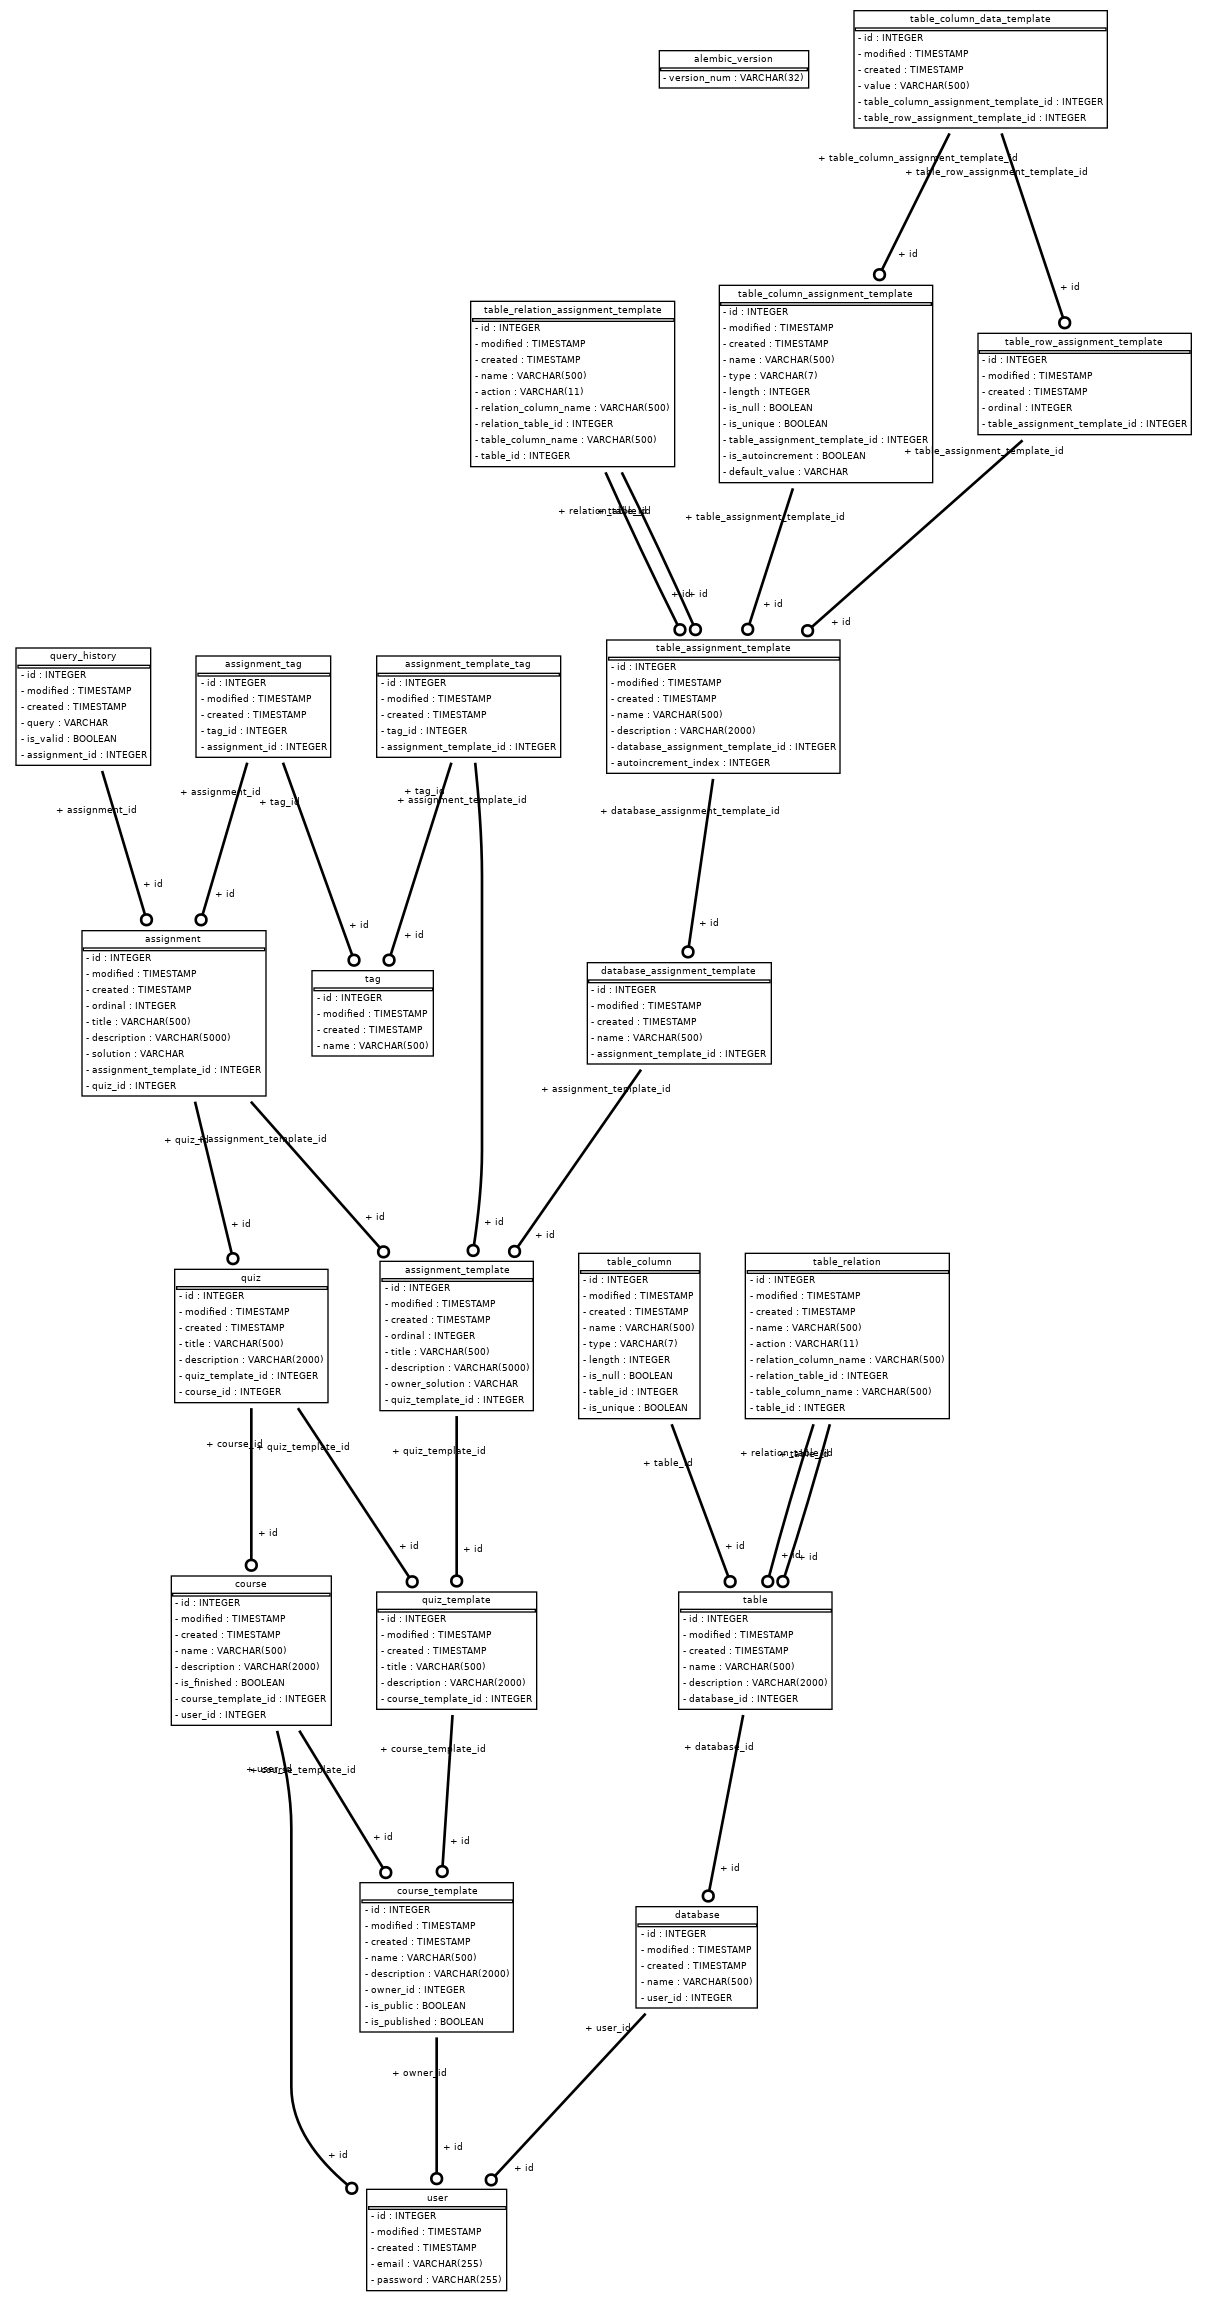 table_column_data_template
- id : INTEGER
- modified : TIMESTAMP
- created : TIMESTAMP
- value : VARCHAR(500)
- table_column_assignment_template_id : INTEGER
- table_row_assignment_template_id : INTEGER
alembic_version
- version_num : VARCHAR(32)
+ table_column_assignment_template_id
+ table_row_assignment_template_id
+ id
+ id
table_relation_assignment_template
- id : INTEGER
- modified : TIMESTAMP
- created : TIMESTAMP
- name : VARCHAR(500)
- action : VARCHAR(11)
- relation_column_name : VARCHAR(500)
- relation_table_id : INTEGER
- table_column_name : VARCHAR(500)
- table_id : INTEGER
table_column_assignment_template
- id : INTEGER
- modified : TIMESTAMP
- created : TIMESTAMP
- name : VARCHAR(500)
- type : VARCHAR(7)
- length : INTEGER
- is_null : BOOLEAN
- is_unique : BOOLEAN
- table_assignment_template_id : INTEGER
- is_autoincrement : BOOLEAN
- default_value : VARCHAR
table_row_assignment_template
- id : INTEGER
- modified : TIMESTAMP
- created : TIMESTAMP
- ordinal : INTEGER
- table_assignment_template_id : INTEGER
+ table_assignment_template_id
+ relation_table_id
+ table_id
+ table_assignment_template_id
+ id
+ id
+ id
+ id
query_history
- id : INTEGER
- modified : TIMESTAMP
- created : TIMESTAMP
- query : VARCHAR
- is_valid : BOOLEAN
- assignment_id : INTEGER
assignment_tag
- id : INTEGER
- modified : TIMESTAMP
- created : TIMESTAMP
- tag_id : INTEGER
- assignment_id : INTEGER
assignment_template_tag
- id : INTEGER
- modified : TIMESTAMP
- created : TIMESTAMP
- tag_id : INTEGER
- assignment_template_id : INTEGER
table_assignment_template
- id : INTEGER
- modified : TIMESTAMP
- created : TIMESTAMP
- name : VARCHAR(500)
- description : VARCHAR(2000)
- database_assignment_template_id : INTEGER
- autoincrement_index : INTEGER
+ assignment_id
+ assignment_id
+ tag_id
+ tag_id
+ assignment_template_id
+ database_assignment_template_id
+ id
+ id
+ id
+ id
+ id
assignment
- id : INTEGER
- modified : TIMESTAMP
- created : TIMESTAMP
- ordinal : INTEGER
- title : VARCHAR(500)
- description : VARCHAR(5000)
- solution : VARCHAR
- assignment_template_id : INTEGER
- quiz_id : INTEGER
tag
- id : INTEGER
- modified : TIMESTAMP
- created : TIMESTAMP
- name : VARCHAR(500)
database_assignment_template
- id : INTEGER
- modified : TIMESTAMP
- created : TIMESTAMP
- name : VARCHAR(500)
- assignment_template_id : INTEGER
+ assignment_template_id
+ quiz_id
+ assignment_template_id
+ id
+ id
+ id
+ id
quiz
- id : INTEGER
- modified : TIMESTAMP
- created : TIMESTAMP
- title : VARCHAR(500)
- description : VARCHAR(2000)
- quiz_template_id : INTEGER
- course_id : INTEGER
assignment_template
- id : INTEGER
- modified : TIMESTAMP
- created : TIMESTAMP
- ordinal : INTEGER
- title : VARCHAR(500)
- description : VARCHAR(5000)
- owner_solution : VARCHAR
- quiz_template_id : INTEGER
table_column
- id : INTEGER
- modified : TIMESTAMP
- created : TIMESTAMP
- name : VARCHAR(500)
- type : VARCHAR(7)
- length : INTEGER
- is_null : BOOLEAN
- table_id : INTEGER
- is_unique : BOOLEAN
table_relation
- id : INTEGER
- modified : TIMESTAMP
- created : TIMESTAMP
- name : VARCHAR(500)
- action : VARCHAR(11)
- relation_column_name : VARCHAR(500)
- relation_table_id : INTEGER
- table_column_name : VARCHAR(500)
- table_id : INTEGER
+ course_id
+ quiz_template_id
+ quiz_template_id
+ table_id
+ relation_table_id
+ table_id
+ id
+ id
+ id
+ id
+ id
+ id
course
- id : INTEGER
- modified : TIMESTAMP
- created : TIMESTAMP
- name : VARCHAR(500)
- description : VARCHAR(2000)
- is_finished : BOOLEAN
- course_template_id : INTEGER
- user_id : INTEGER
quiz_template
- id : INTEGER
- modified : TIMESTAMP
- created : TIMESTAMP
- title : VARCHAR(500)
- description : VARCHAR(2000)
- course_template_id : INTEGER
table
- id : INTEGER
- modified : TIMESTAMP
- created : TIMESTAMP
- name : VARCHAR(500)
- description : VARCHAR(2000)
- database_id : INTEGER
+ user_id
+ course_template_id
+ course_template_id
+ database_id
+ id
+ id
+ id
course_template
- id : INTEGER
- modified : TIMESTAMP
- created : TIMESTAMP
- name : VARCHAR(500)
- description : VARCHAR(2000)
- owner_id : INTEGER
- is_public : BOOLEAN
- is_published : BOOLEAN
database
- id : INTEGER
- modified : TIMESTAMP
- created : TIMESTAMP
- name : VARCHAR(500)
- user_id : INTEGER
+ user_id
+ owner_id
+ id
+ id
+ id
user
- id : INTEGER
- modified : TIMESTAMP
- created : TIMESTAMP
- email : VARCHAR(255)
- password : VARCHAR(255)